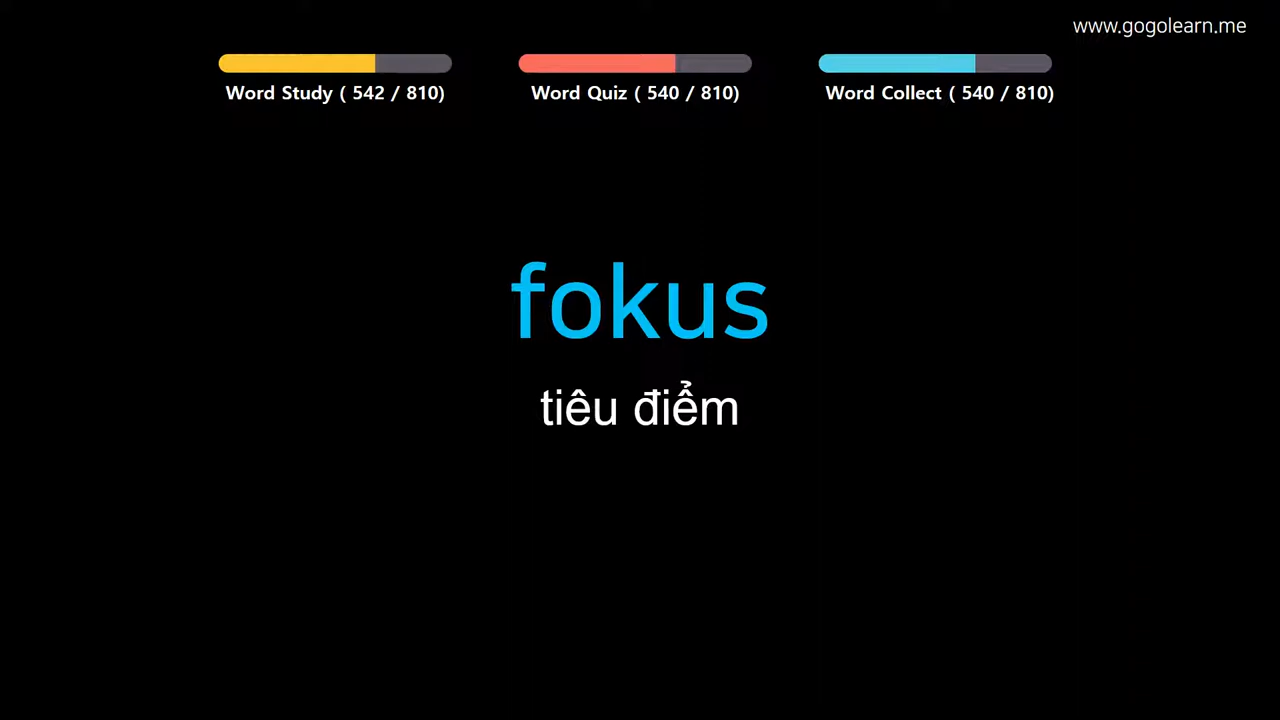 www.gogolearn.me
Word Study ( 542 / 810)
Word Quiz ( 540 / 810)
Word Collect ( 540 / 810)
fokus
tiêu điểm